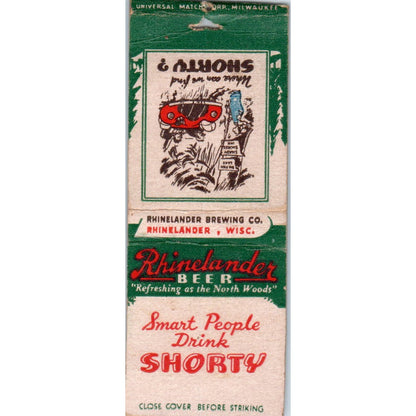 UNIVERSAL MATCH CORP., MILWAUKEE
Where can we find
SHORTY?
RHINELANDER BREWING CO.
RHINELANDER, WISC.
Rhinelander
BEER
"Refreshing as the North Woods"
Smart People
Drink
SHORTY
CLOSE COVER BEFORE STRIKING